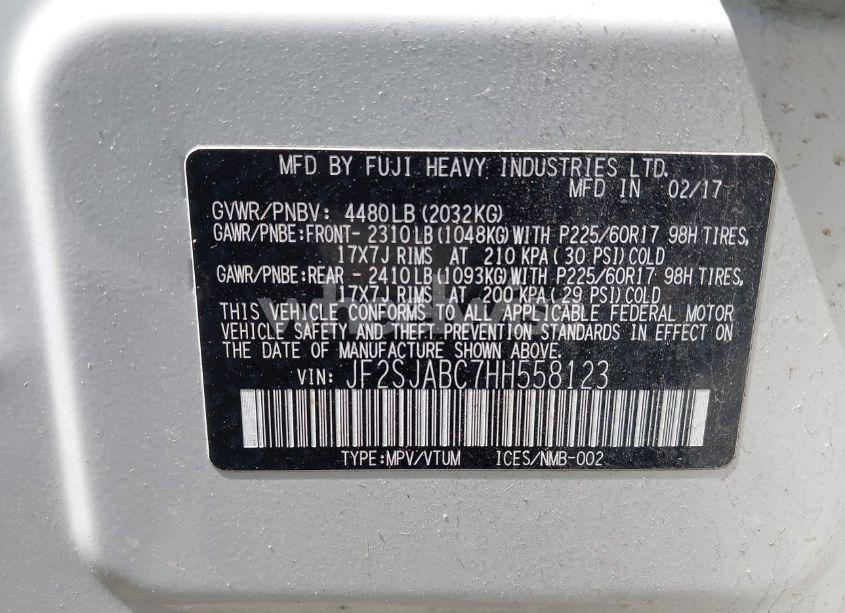 MFD BY FUJI HEAVY INDUSTRIES LTD.
MFD IN 02/17
GVWR/PNBV: 4480LB(2032KG)
GAWR/PNBE:FRONT- 2310LB(1048KG)WITH P225/60R17 98H TIRES,
17X7J RIMS AT 210 KPA(30 PSI)COLD
GAWR/PNBE:REAR - 2410LB(1093KG)WITH P225/60R17 98H TIRES,
17X7J RIMS AT 200 KPA(29 PSI)COLD
THIS VEHICLE CONFORMS TO ALL APPLICABLE FEDERAL MOTOR
VEHICLE SAFETY AND THEFT PREVENTION STANDARDS IN EFFECT ON
THE DATE OF MANUFACTURE SHOWN ABOVE.
VIN: JF2SJABC7HH558123
TYPE:MPV/VTUM ICES/NMB-002